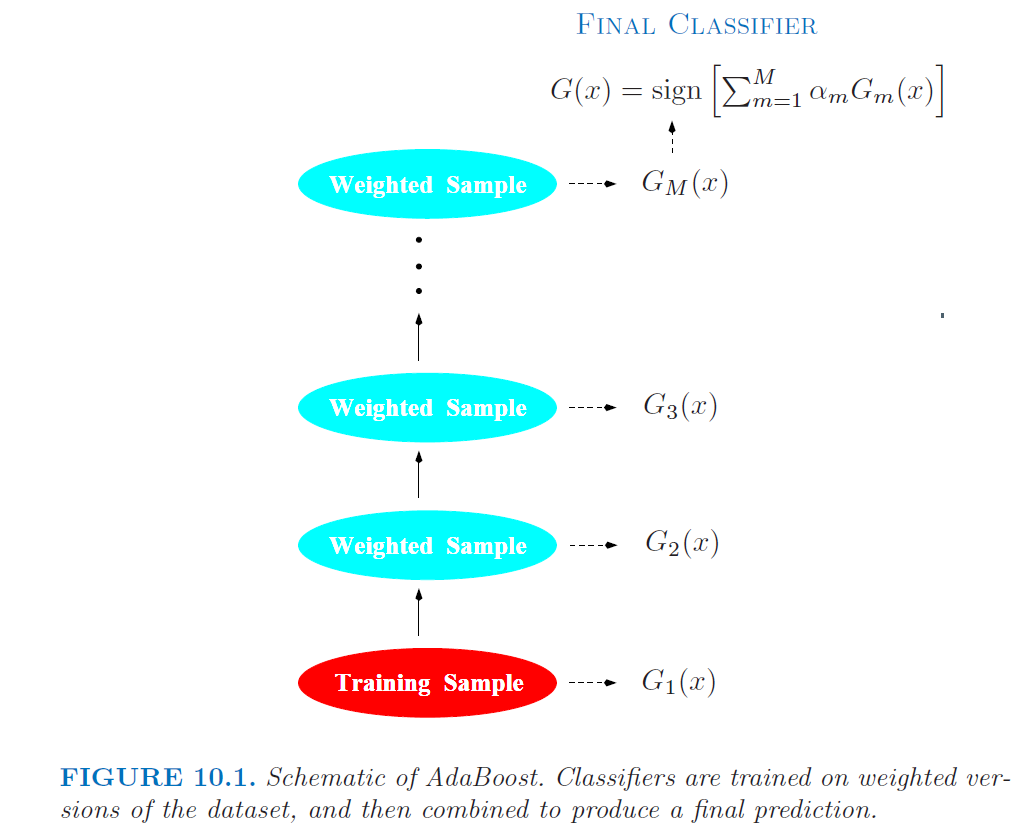 FINAL CLASSIFIER
G(x) = sign [∑_{m=1}^{M} α_m G_m(x)]
Weighted Sample G_M(x)
Weighted Sample G_3(x)
Weighted Sample G_2(x)
Training Sample G_1(x)
FIGURE 10.1. Schematic of AdaBoost. Classifiers are trained on weighted ver-
sions of the dataset, and then combined to produce a final prediction.